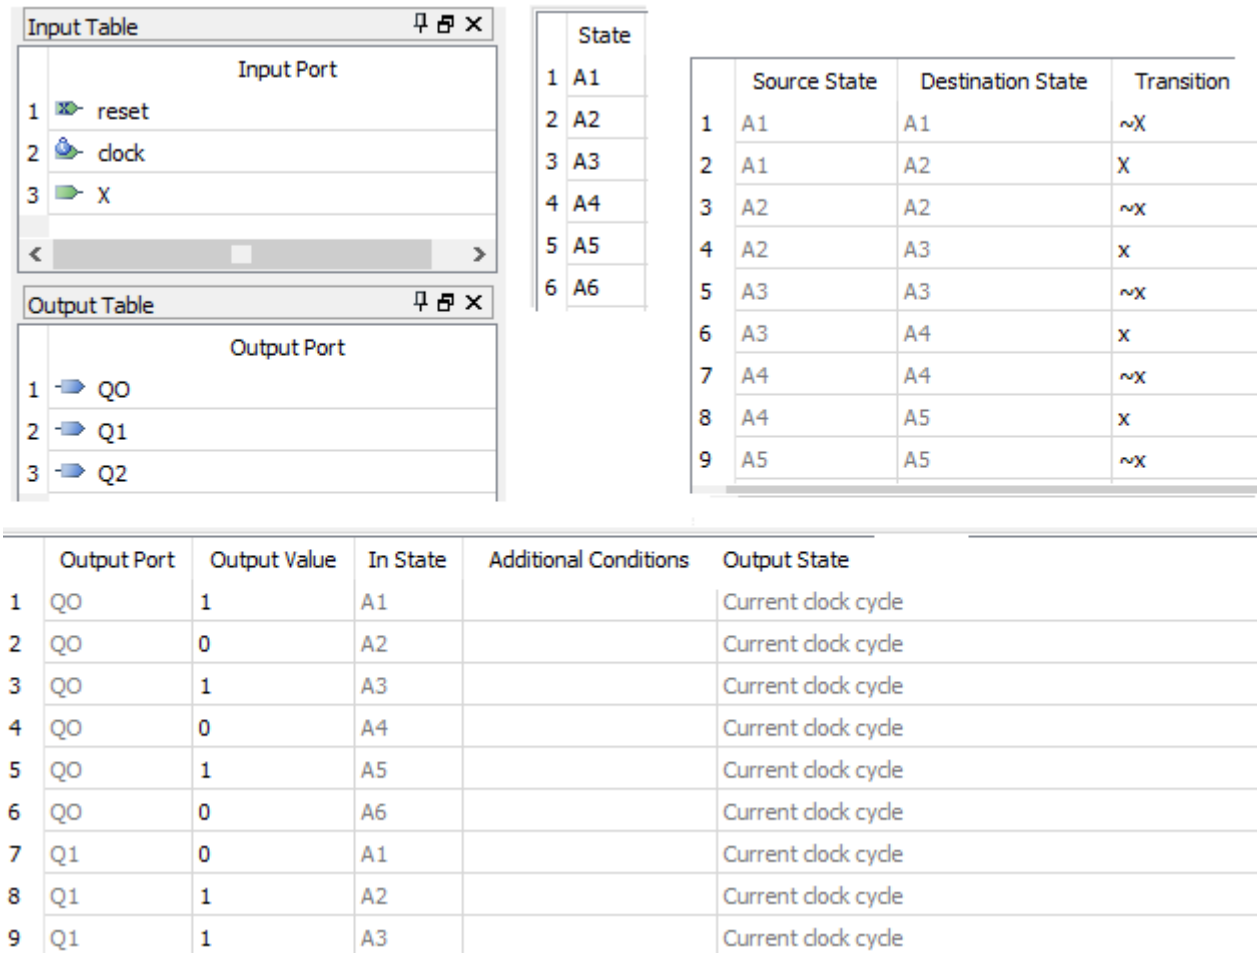 Input Table
Input Port
1 reset
2 clock
3 X
Output Table
Output Port
1 QO
2 Q1
3 Q2
State
1 A1
2 A2
3 A3
4 A4
5 A5
6 A6
Source State Destination State Transition
1 A1 A1 ~X
2 A1 A2 X
3 A2 A2 ~x
4 A2 A3 x
5 A3 A3 ~x
6 A3 A4 x
7 A4 A4 ~x
8 A4 A5 x
9 A5 A5 ~x
Output Port Output Value In State Additional Conditions Output State
1 QO 1 A1 Current clock cycle
2 QO 0 A2 Current clock cycle
3 QO 1 A3 Current clock cycle
4 QO 0 A4 Current clock cycle
5 QO 1 A5 Current clock cycle
6 QO 0 A6 Current clock cycle
7 Q1 0 A1 Current clock cycle
8 Q1 1 A2 Current clock cycle
9 Q1 1 A3 Current clock cycle